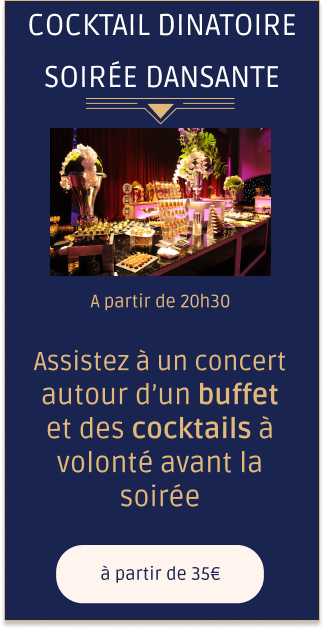 COCKTAIL DINATOIRE
SOIRÉE DANSANTE
A partir de 20h30
Assistez à un concert
autour d'un buffet
et des cocktails à
volonté avant la
soirée
à partir de 35€